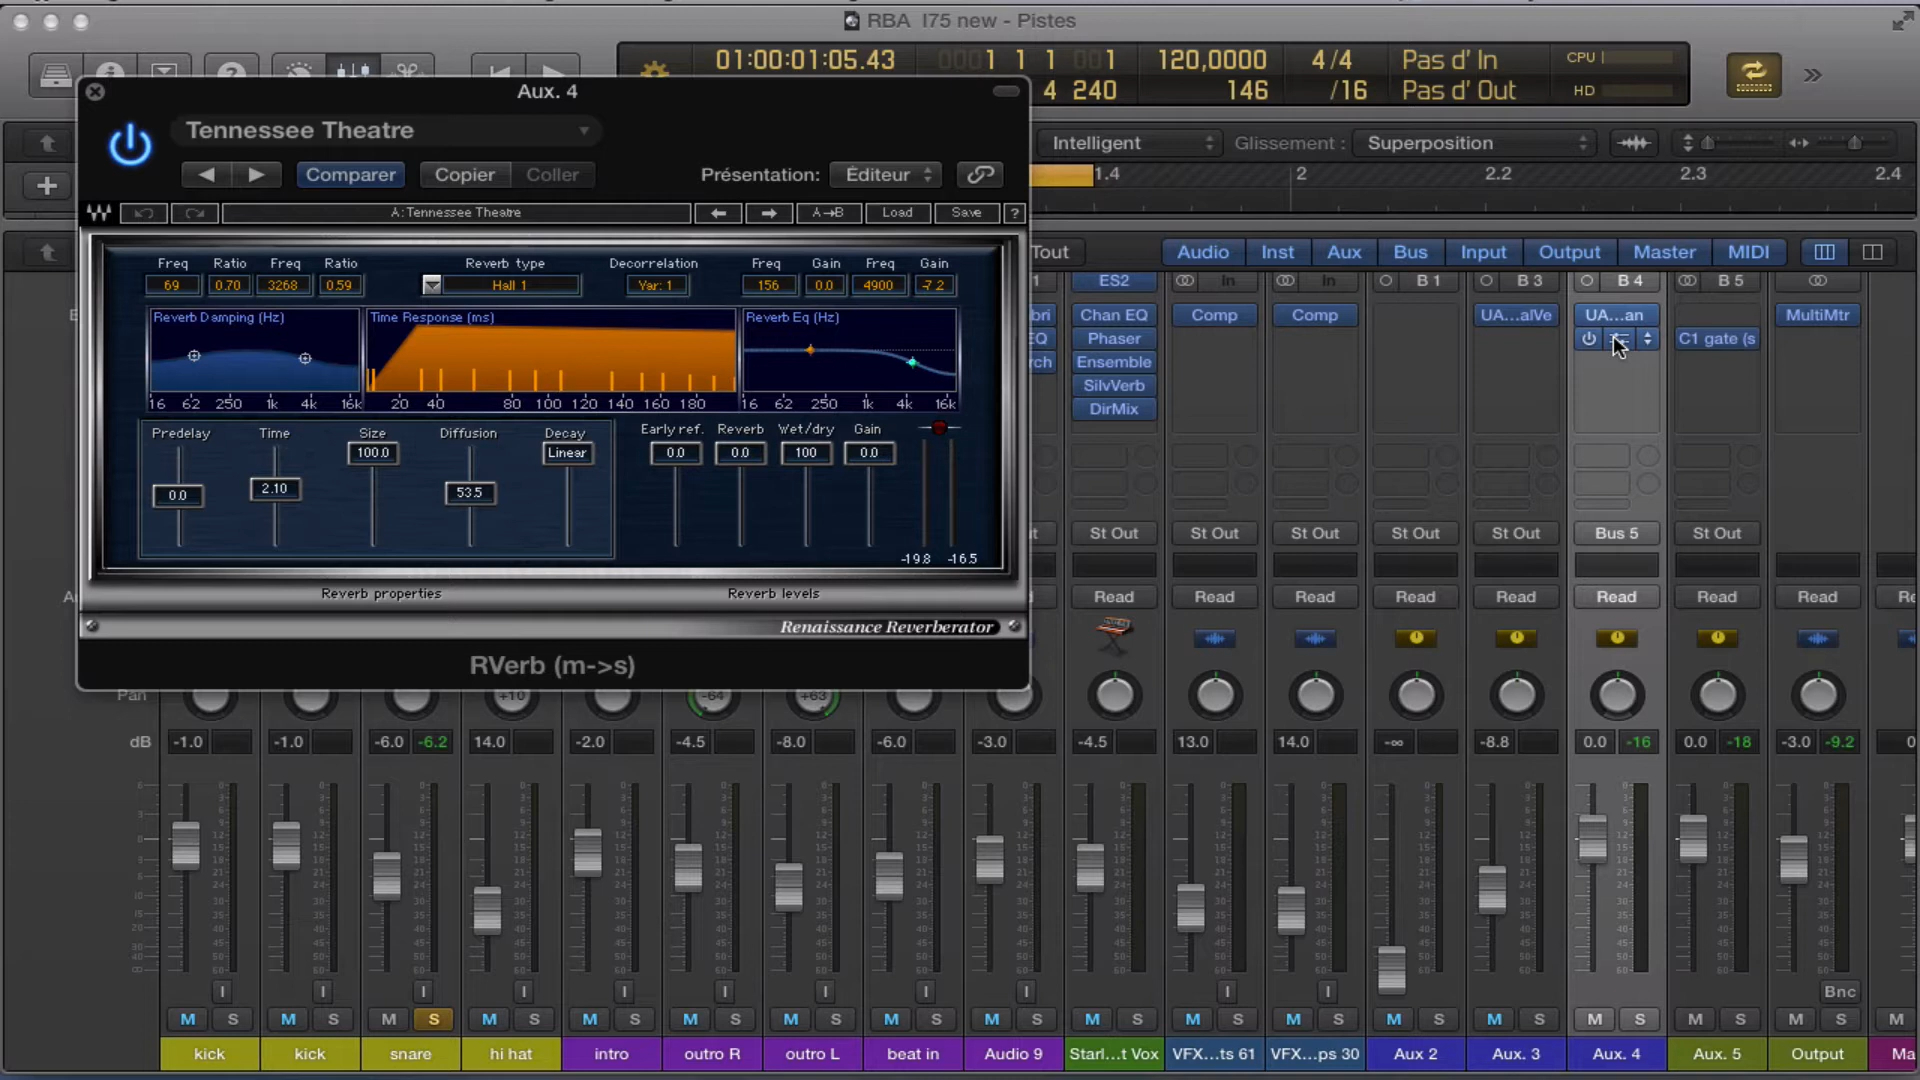 RBA I75 new - Pistes
01:00:01:05.43 0001 1 1 001 120,0000 4/4 Pas d' In CPU
4 240 146 /16 Pas d' Out HD
Aux. 4
Tennessee Theatre
Comparer Copier Coller Présentation: Éditeur
Intelligent Glissement : Superposition
1.4 2 2.2 2.3 2.4
A:Tennessee Theatre A→B Load Save ?
Tout Audio Inst Aux Bus Input Output Master MIDI
Freq Ratio Freq Ratio Reverb type Decorrelation Freq Gain Freq Gain
69 0.70 3268 0.59 Hall 1 Var: 1 156 0.0 4900 -7.2
Reverb Damping (Hz) Time Response (ms) Reverb Eq (Hz)
16 62 250 1k 4k 16k 20 40 80 100 120 140 160 180 16 62 250 1k 4k 16k
Predelay Time Size Diffusion Decay Early ref. Reverb Wet/dry Gain
0.0 2.10 100.0 53.5 Linear 0.0 0.0 100 0.0
-19.8 -16.5
Reverb properties Reverb levels
Renaissance Reverberator
RVerb (m->s)
ES2 In In B 1 B 3 B 4 B 5
Chan EQ Comp Comp UA...alVe UA...an MultiMtr
EQ Phaser C1 gate (s
rch Ensemble
SilvVerb
DirMix
St Out St Out St Out St Out St Out Bus 5 St Out
Read Read Read Read Read Read Read Read
Pan +10 -64 +63
dB -1.0 -1.0 -6.0 -6.2 14.0 -2.0 -4.5 -8.0 -6.0 -3.0 -4.5 13.0 14.0 -∞ -8.8 0.0 -16 0.0 -18 -3.0 -9.2
I I I I I I I I I I I Bnc
M S M S M S M S M S M S M S M S M S M S M S M S M S M S M S M S M S M
kick kick snare hi hat intro outro R outro L beat in Audio 9 Starl...t Vox VFX...ts 61 VFX...ps 30 Aux 2 Aux. 3 Aux. 4 Aux. 5 Output Ma